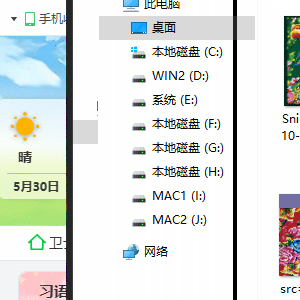 手机
晴
5月30日
卫士
习语
此电脑
桌面
本地磁盘 (C:)
WIN2 (D:)
系统 (E:)
本地磁盘 (F:)
本地磁盘 (G:)
本地磁盘 (H:)
MAC1 (I:)
MAC2 (J:)
网络
Sni
10-
src